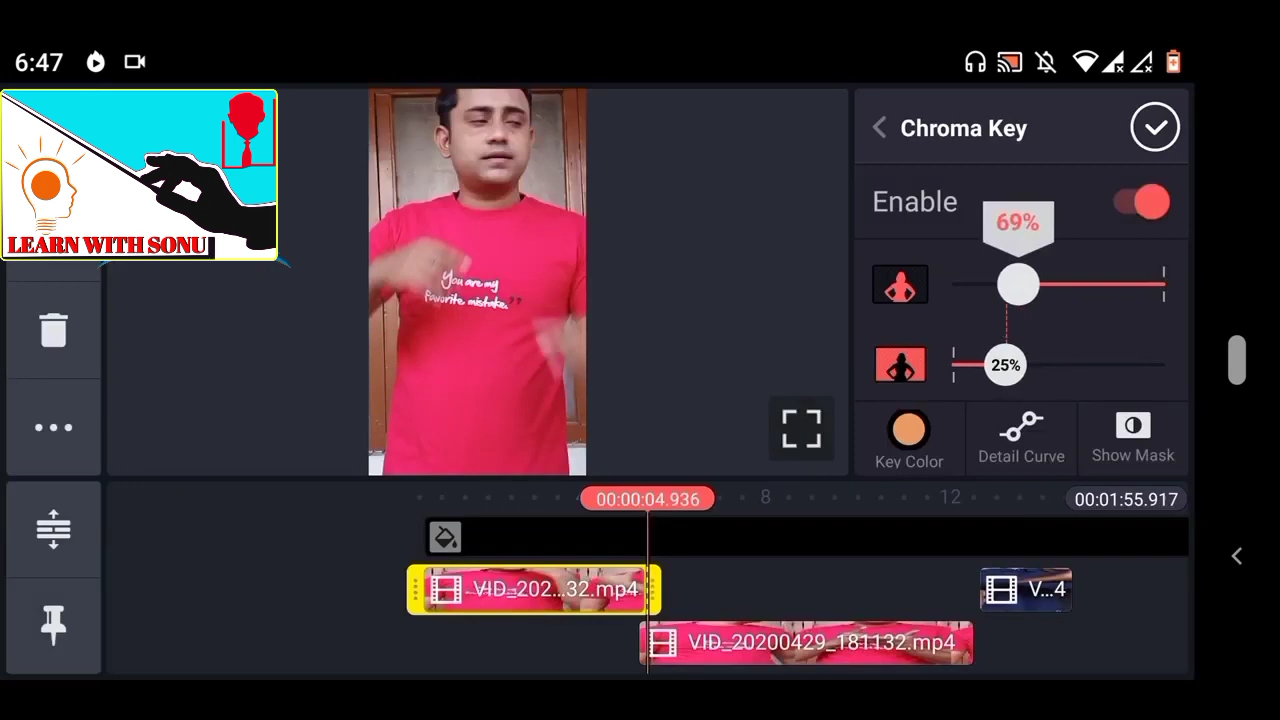 6:47
LEARN WITH SONU
You are my
favorite mistake.”
Chroma Key
Enable
69%
25%
Key Color
Detail Curve
Show Mask
00:00:04.936
8
12
00:01:55.917
VID_202...32.mp4
V...4
VID_20200429_181132.mp4